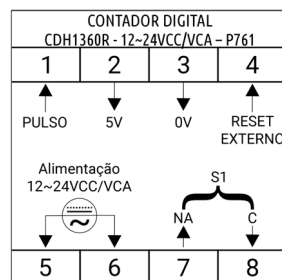 CONTADOR DIGITAL
CDH1360R - 12~24VCC/VCA – P761
1 2 3 4
PULSO 5V 0V RESET
EXTERNO
Alimentação
12~24VCC/VCA
S1
NA C
5 6 7 8